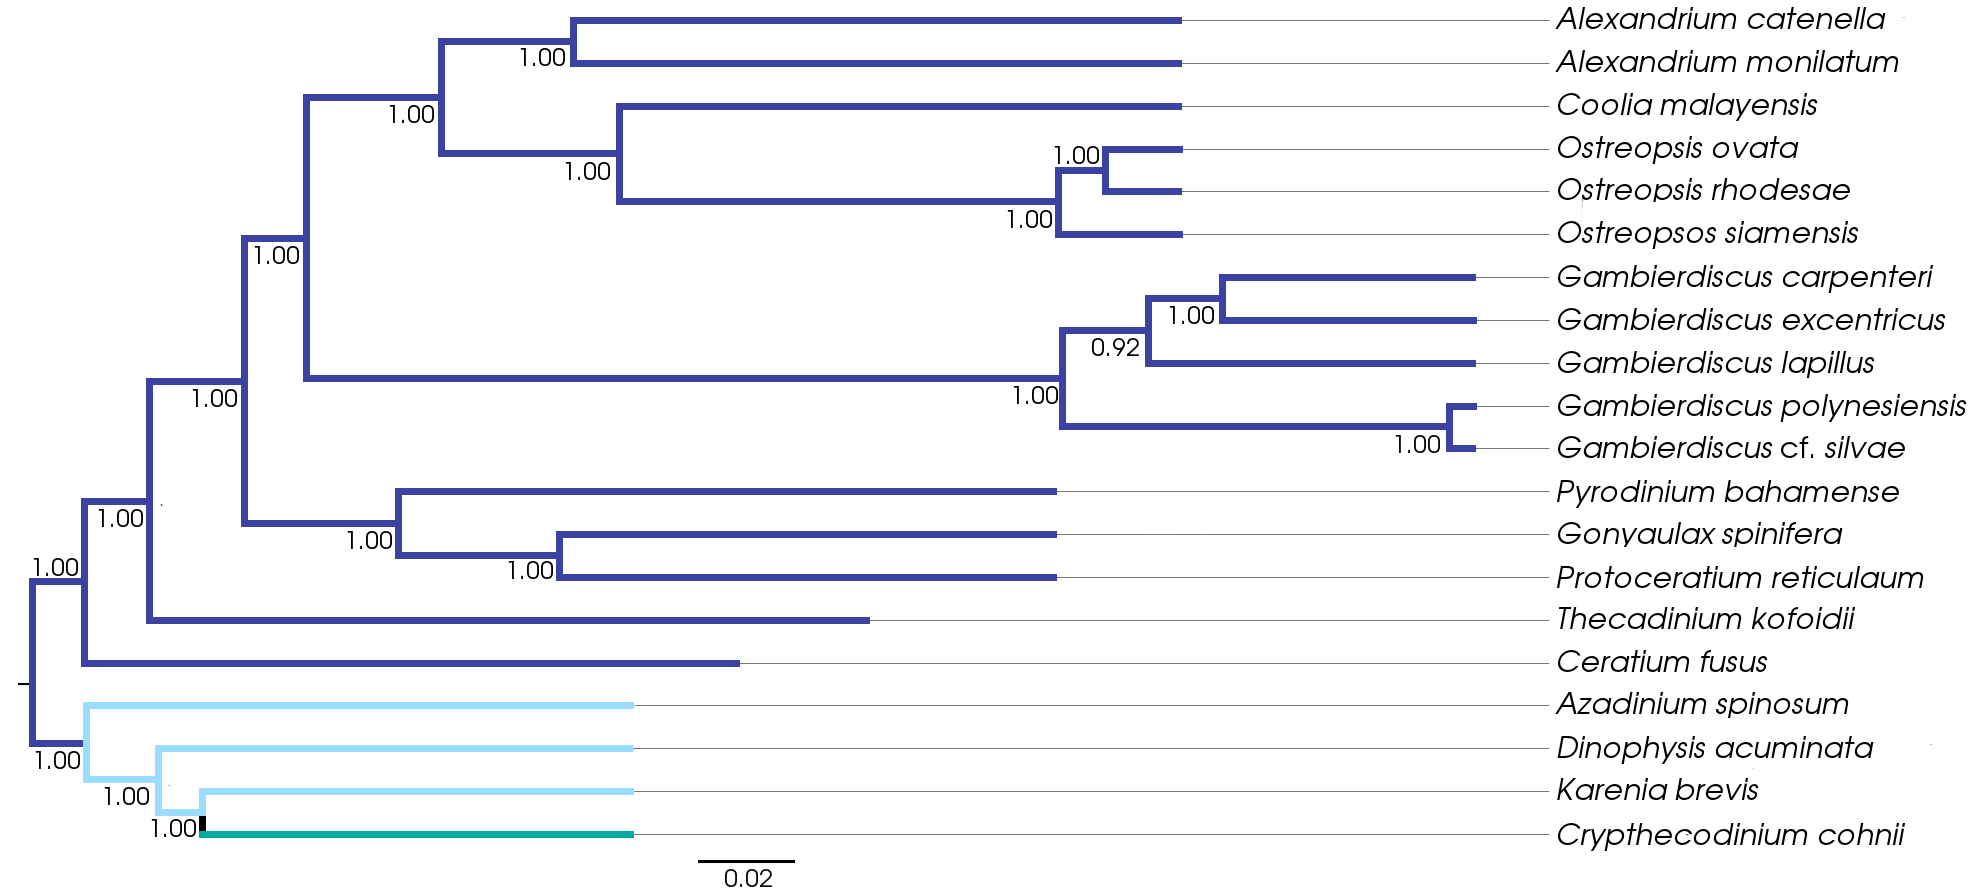 Alexandrium catenella
1.00
Alexandrium monilatum
1.00
Coolia malayensis
1.00
Ostreopsis ovata
1.00
Ostreopsis rhodesae
1.00
Ostreopsos siamensis
1.00
Gambierdiscus carpenteri
1.00
Gambierdiscus excentricus
0.92
Gambierdiscus lapillus
1.00
1.00
Gambierdiscus polynesiensis
1.00
Gambierdiscus cf. silvae
Pyrodinium bahamense
1.00
1.00
Gonyaulax spinifera
1.00
1.00
Protoceratium reticulaum
Thecadinium kofoidii
Ceratium fusus
Azadinium spinosum
1.00
Dinophysis acuminata
1.00
Karenia brevis
1.00
Crypthecodinium cohnii
0.02